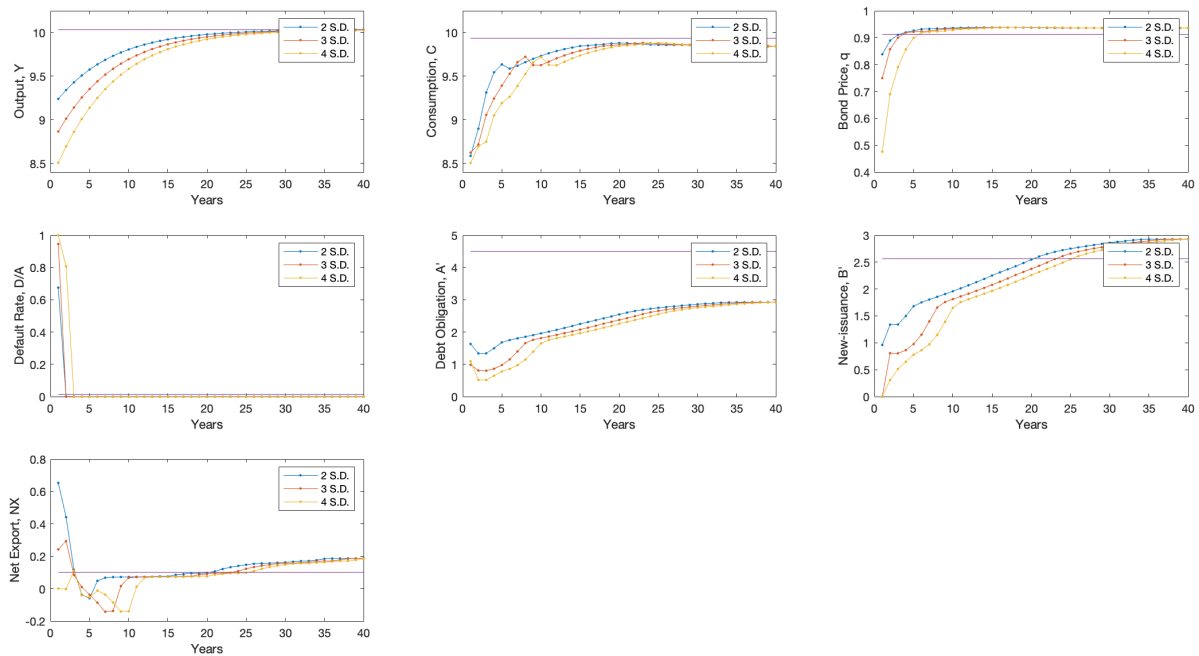 Output, Y
10
9.5
9
8.5
0 5 10 15 20 25 30 35 40
Years
2 S.D.
3 S.D.
4 S.D.
Consumption, C
10
9.5
9
8.5
0 5 10 15 20 25 30 35 40
Years
2 S.D.
3 S.D.
4 S.D.
Bond Price, q
1
0.9
0.8
0.7
0.6
0.5
0.4
0 5 10 15 20 25 30 35 40
Years
2 S.D.
3 S.D.
4 S.D.
Default Rate, D/A
1
0.8
0.6
0.4
0.2
0
0 5 10 15 20 25 30 35 40
Years
2 S.D.
3 S.D.
4 S.D.
Debt Obligation, A'
5
4
3
2
1
0
0 5 10 15 20 25 30 35 40
Years
2 S.D.
3 S.D.
4 S.D.
New-issuance, B'
3
2.5
2
1.5
1
0.5
0
0 5 10 15 20 25 30 35 40
Years
2 S.D.
3 S.D.
4 S.D.
Net Export, NX
0.8
0.6
0.4
0.2
0
-0.2
0 5 10 15 20 25 30 35 40
Years
2 S.D.
3 S.D.
4 S.D.